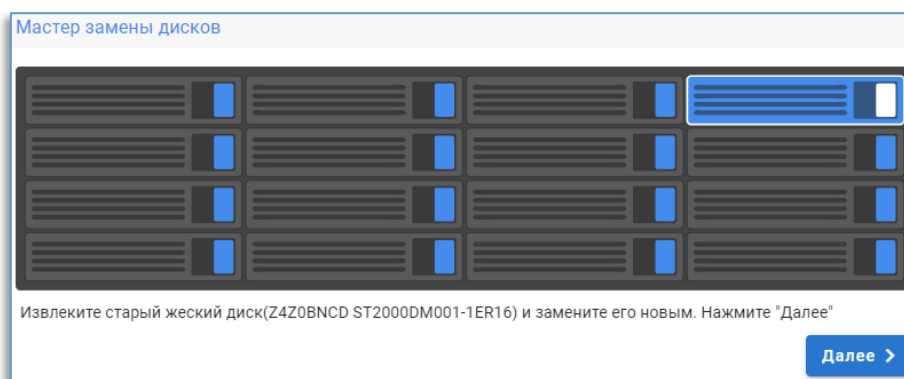 Мастер замены дисков
Извлеките старый жеский диск(Z4Z0BNCD ST2000DM001-1ER16) и замените его новым. Нажмите "Далее"
Далее